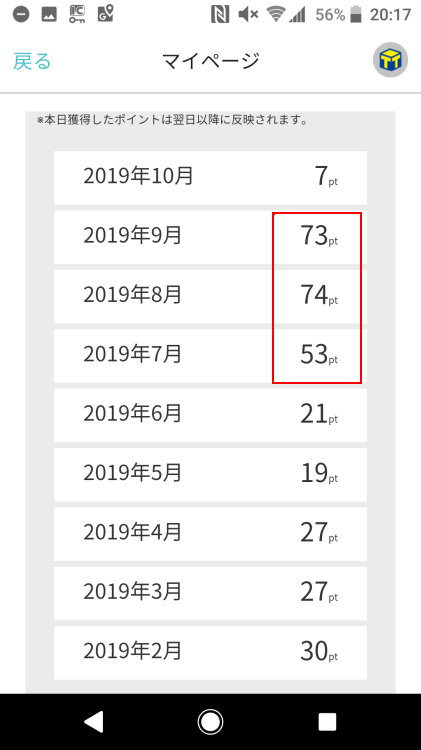 56% 20:17
戻る マイページ
※本日獲得したポイントは翌日以降に反映されます。
2019年10月 7pt
2019年9月 73pt
2019年8月 74pt
2019年7月 53pt
2019年6月 21pt
2019年5月 19pt
2019年4月 27pt
2019年3月 27pt
2019年2月 30pt